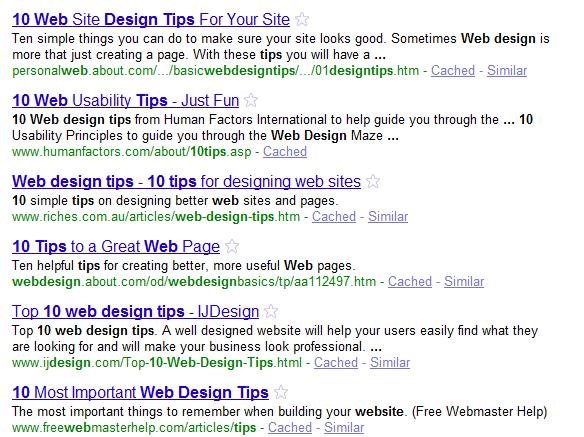 10 Web Site Design Tips For Your Site
Ten simple things you can do to make sure your site looks good. Sometimes Web design is
more that just creating a page. With these tips you will have a ...
personalweb.about.com/.../basicwebdesigntips/.../01designtips.htm - Cached - Similar
10 Web Usability Tips - Just Fun
10 Web design tips from Human Factors International to help guide you through the ... 10
Usability Principles to guide you through the Web Design Maze ...
www.humanfactors.com/about/10tips.asp - Cached
Web design tips - 10 tips for designing web sites
10 simple tips on designing better web sites and pages.
www.riches.com.au/articles/web-design-tips.htm - Cached - Similar
10 Tips to a Great Web Page
Ten helpful tips for creating better, more useful Web pages.
webdesign.about.com/od/webdesignbasics/tp/aa112497.htm - Cached - Similar
Top 10 web design tips - IJDesign
Top 10 web design tips. A well designed website will help your users easily find what they
are looking for and will make your business look professional. ...
www.ijdesign.com/Top-10-Web-Design-Tips.html - Cached - Similar
10 Most Important Web Design Tips
The most important things to remember when building your website. (Free Webmaster Help)
www.freewebmasterhelp.com/articles/tips - Cached - Similar